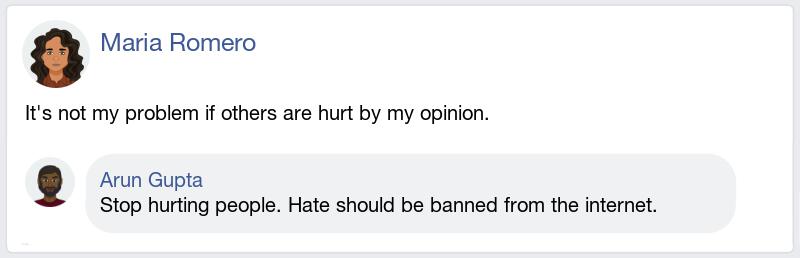 Maria Romero
It's not my problem if others are hurt by my opinion.
Arun Gupta
Stop hurting people. Hate should be banned from the internet.